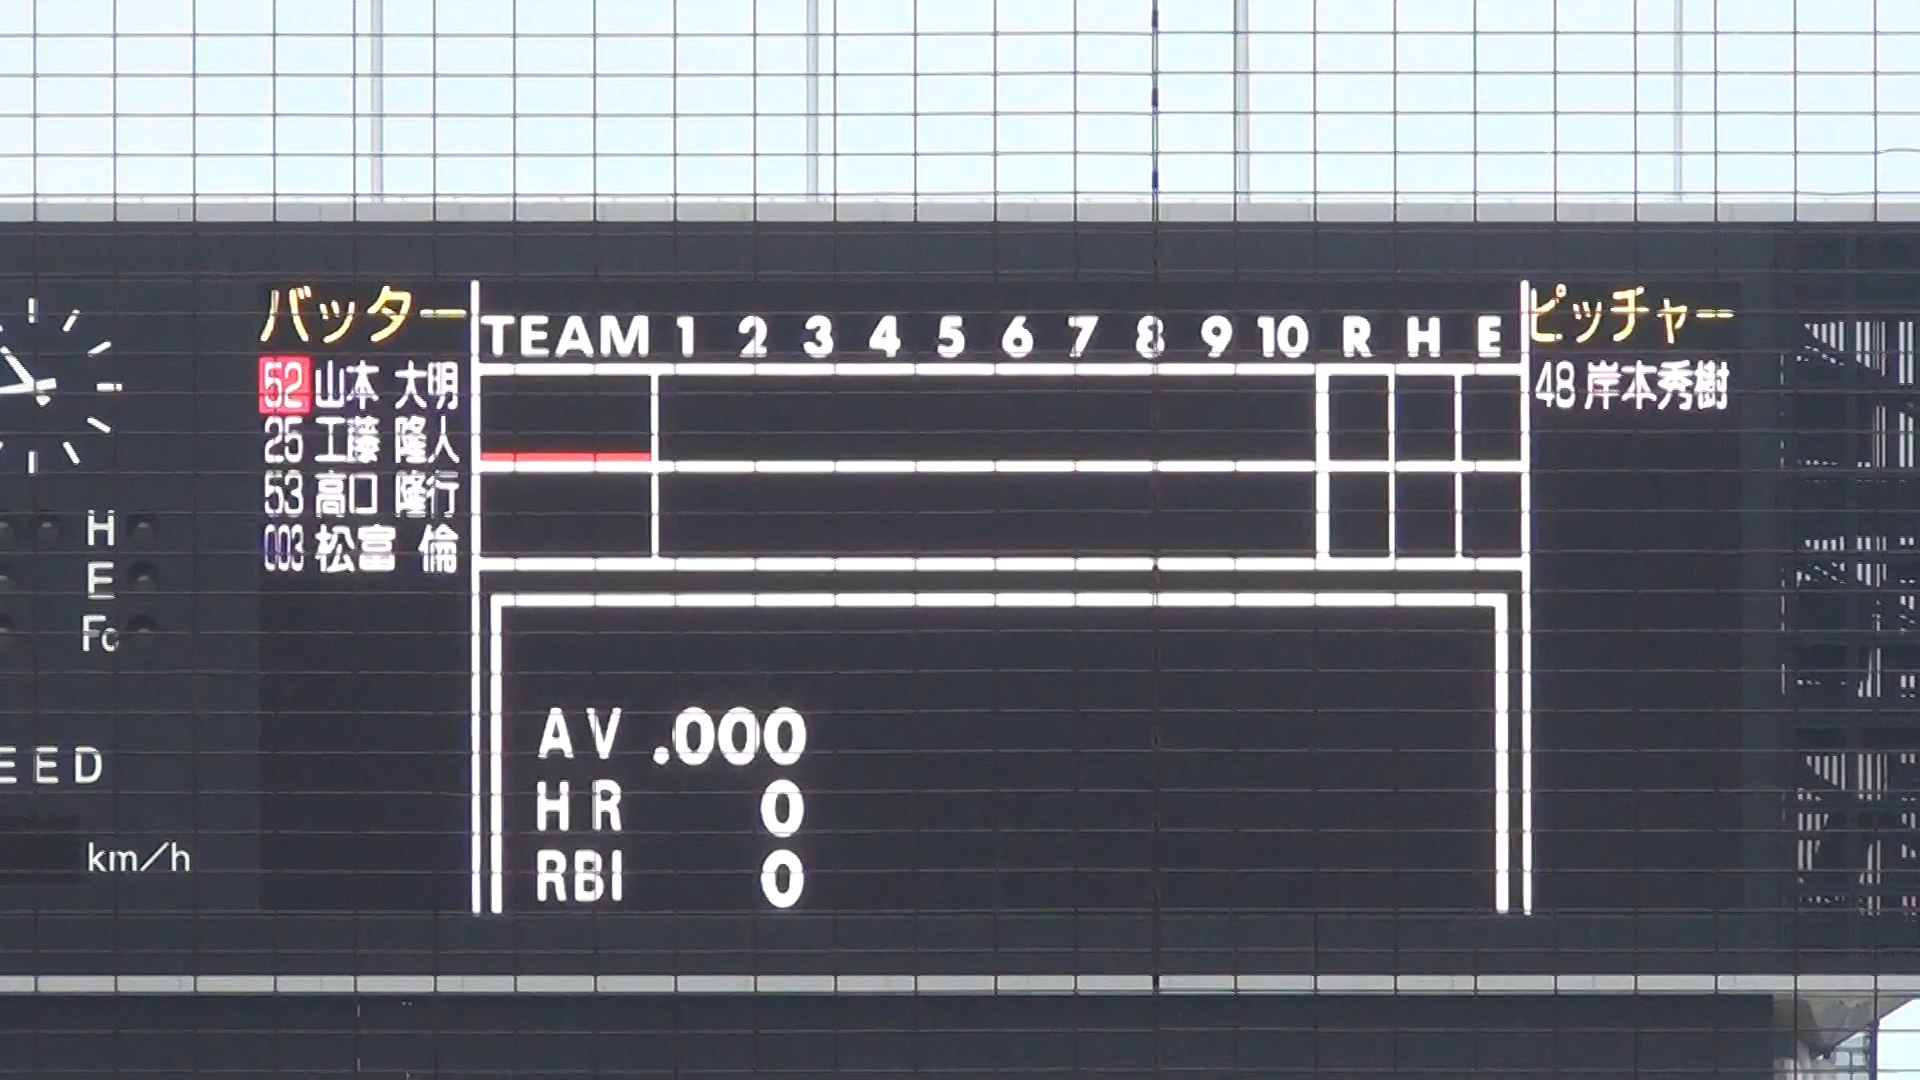 バッター
52 山本 大明
25 工藤 隆人
53 高口 隆行
003 松富 倫
TEAM 1 2 3 4 5 6 7 8 9 10 R H E
ピッチャー
48 岸本秀樹
H
E
Fc
EED
km/h
AV .000
HR 0
RBI 0